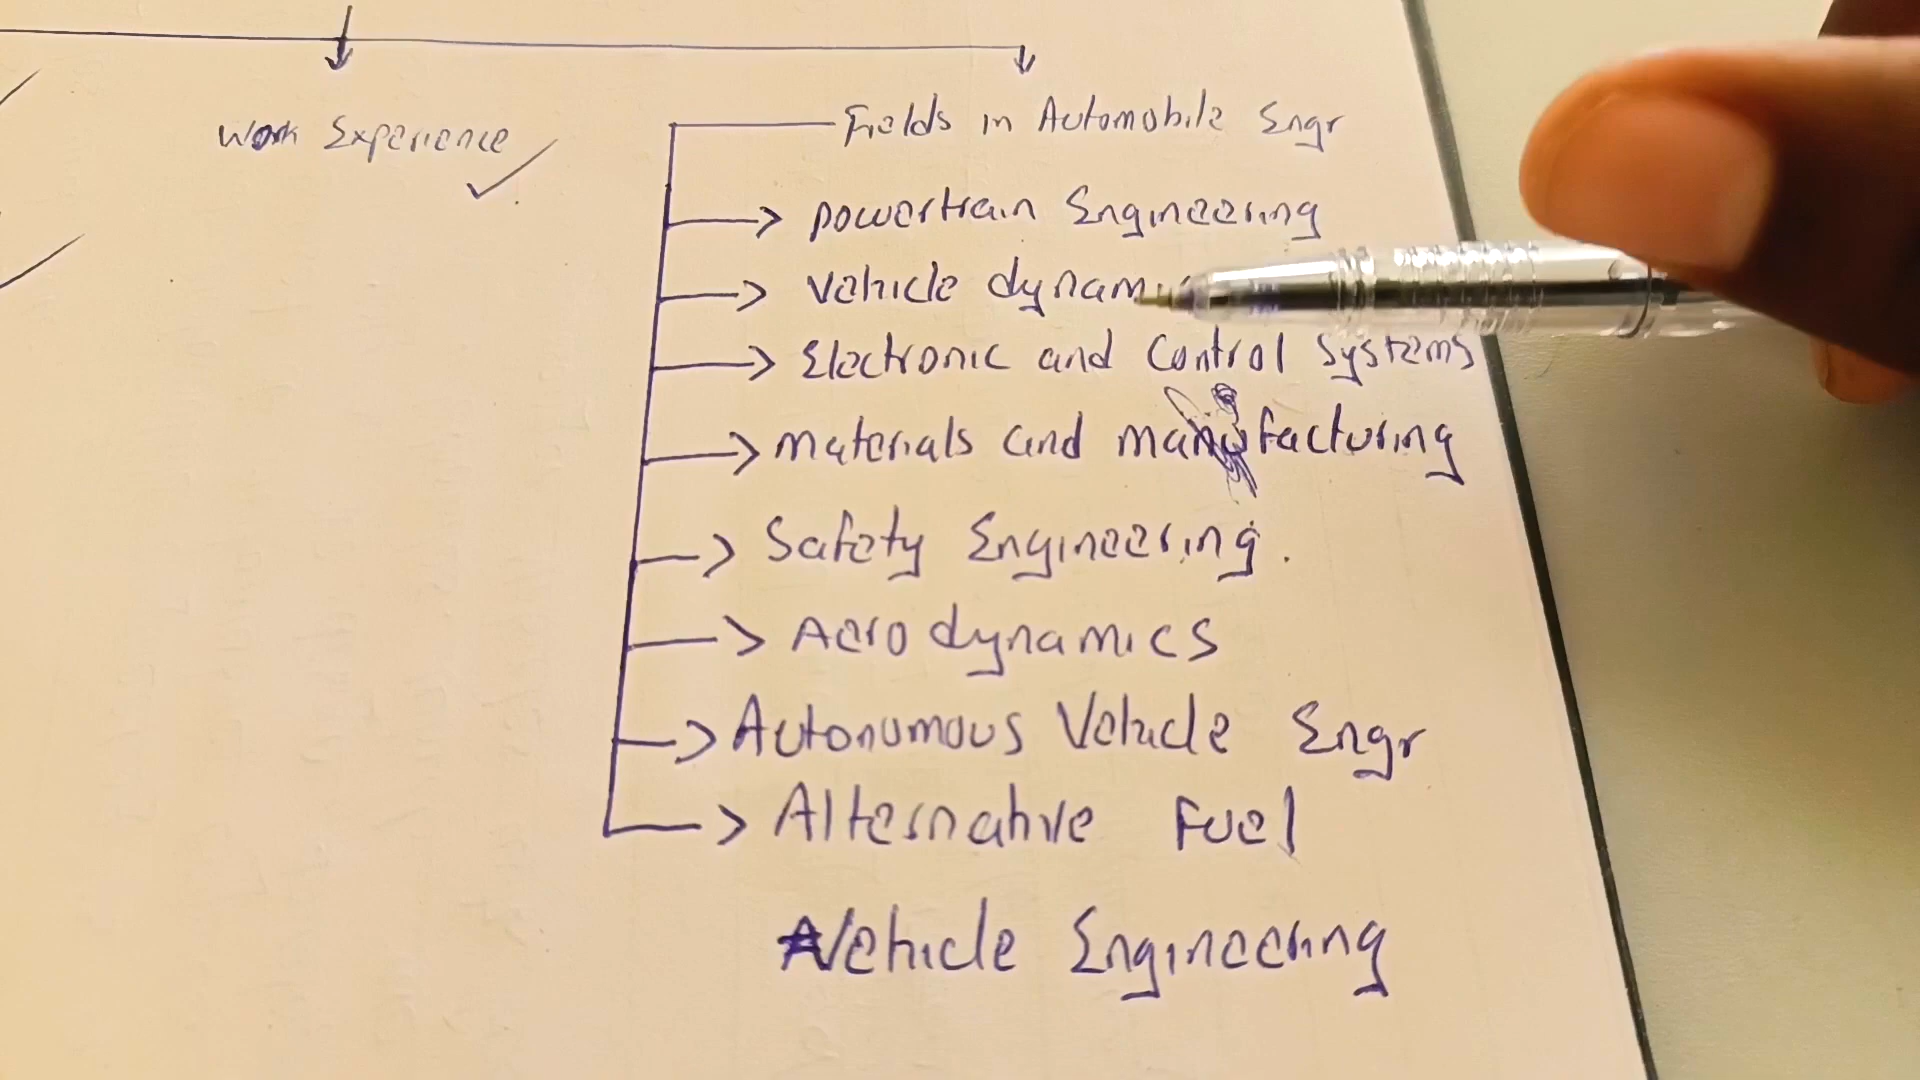 Work Experience
Fields in Automobile Engr
Powertrain Engineering
Vehicle dynamic
Electronic and Control Systems
Materials and Manufacturing
Safety Engineering.
Aerodynamics
Autonomous Vehicle Engr
Alternative Fuel
Vehicle Engineering